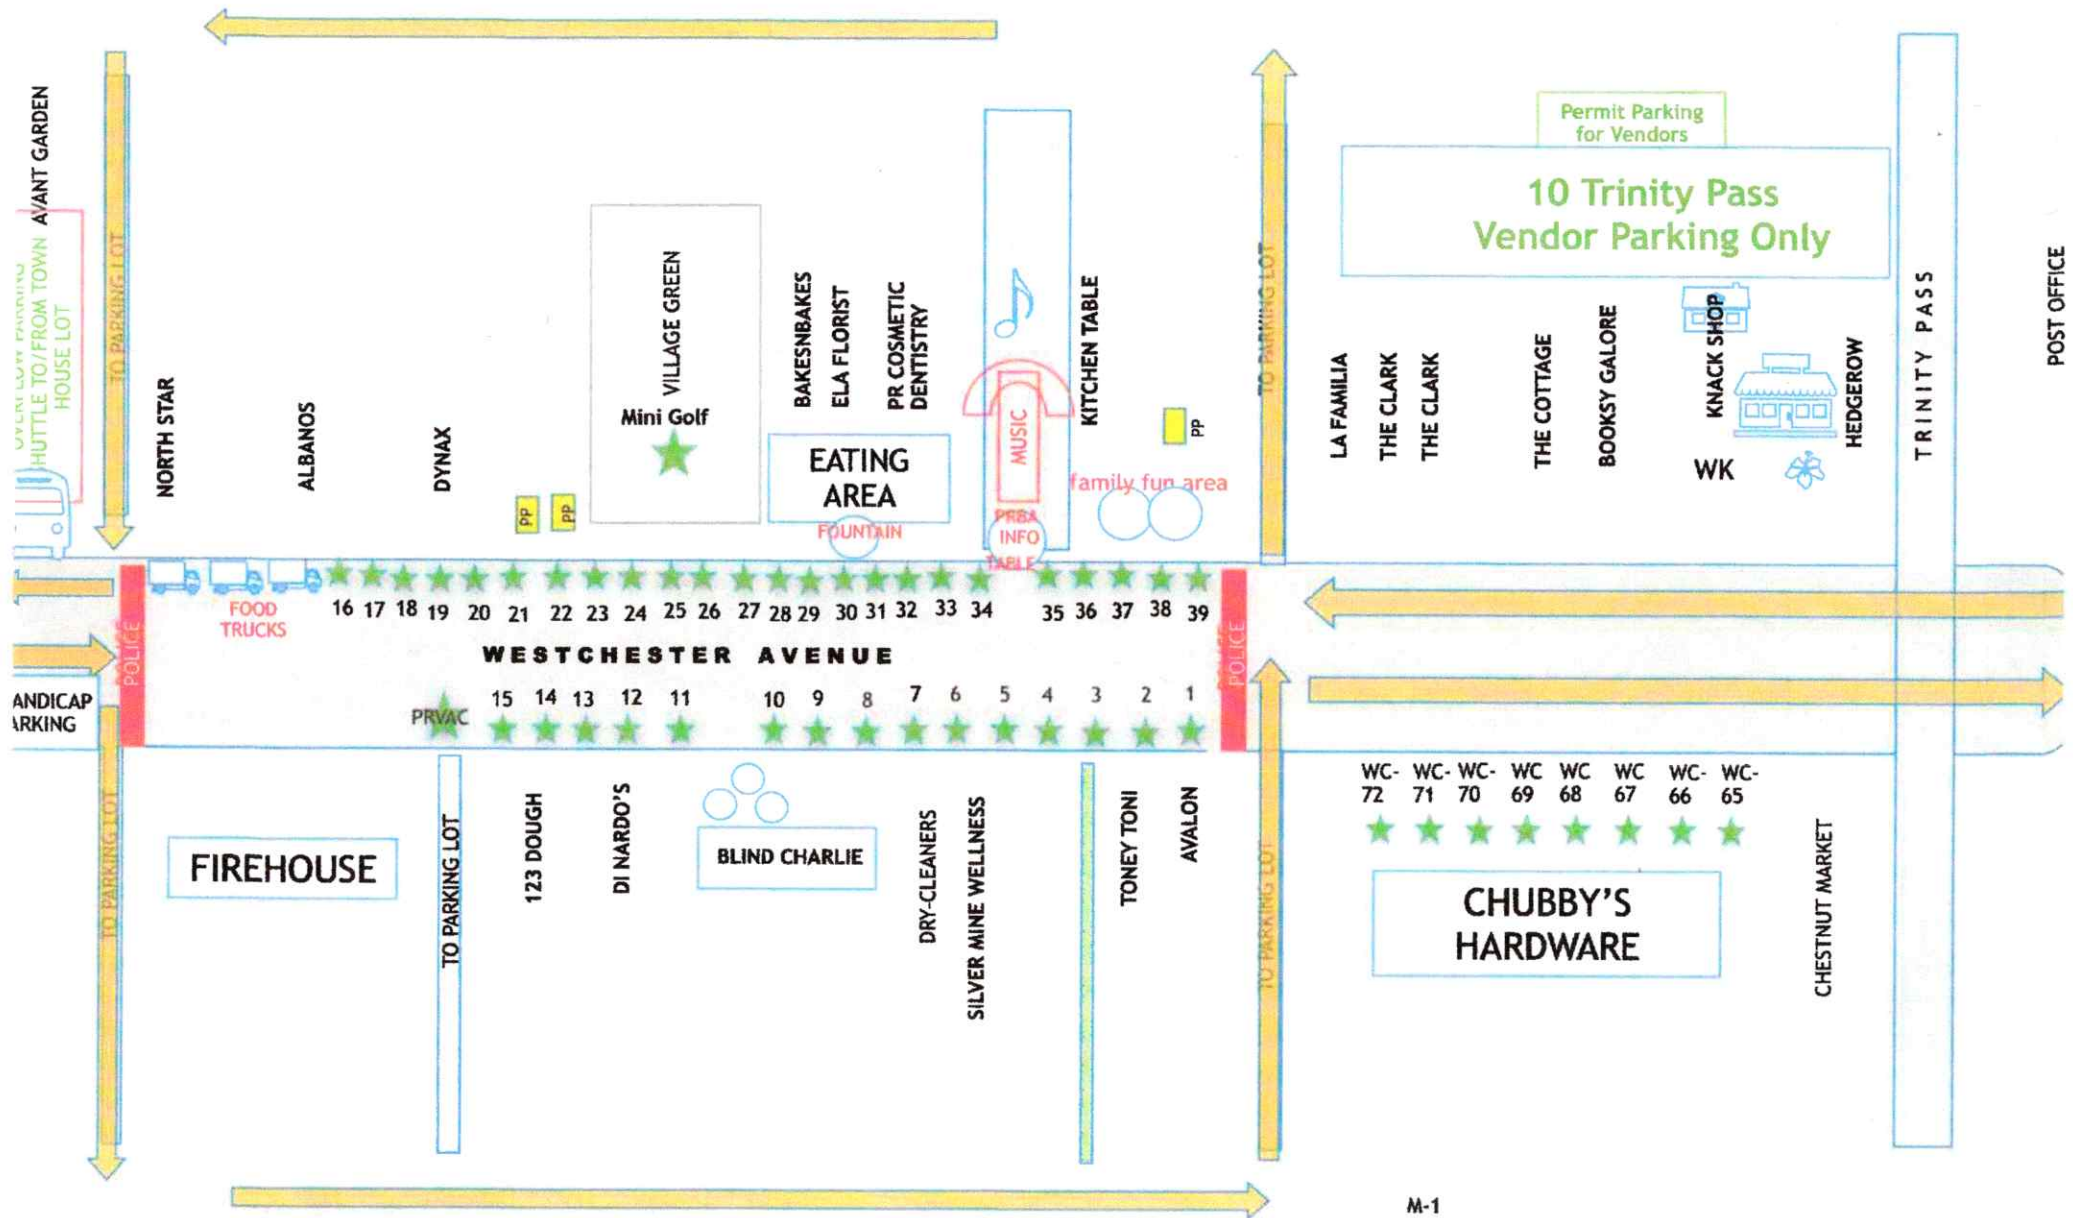 AVANT GARDEN
SHUTTLE TO/FROM TOWN
HOUSE LOT
TO PARKING LOT
NORTH STAR
ALBANOS
DYNAX
PP
PP
VILLAGE GREEN
Mini Golf
BAKESNBAKES
ELA FLORIST
PR COSMETIC
DENTISTRY
EATING
AREA
FOUNTAIN
MUSIC
PRBA
INFO
TABLE
KITCHEN TABLE
PP
family fun area
TO PARKING LOT
Permit Parking
for Vendors
10 Trinity Pass
Vendor Parking Only
LA FAMILIA
THE CLARK
THE CLARK
THE COTTAGE
BOOKSY GALORE
KNACK SHOP
WK
HEDGEROW
TRINITY PASS
POST OFFICE
POLICE
FOOD
TRUCKS
16 17 18 19 20 21 22 23 24 25 26 27 28 29 30 31 32 33 34 35 36 37 38 39
WESTCHESTER AVENUE
POLICE
ANDICAP
ARKING
PRVAC
15 14 13 12 11 10 9 8 7 6 5 4 3 2 1
TO PARKING LOT
FIREHOUSE
TO PARKING LOT
123 DOUGH
DI NARDO'S
BLIND CHARLIE
DRY-CLEANERS
SILVER MINE WELLNESS
TONEY TONI
AVALON
TO PARKING LOT
WC- WC- WC- WC WC WC WC- WC-
72 71 70 69 68 67 66 65
CHUBBY'S
HARDWARE
CHESTNUT MARKET
M-1